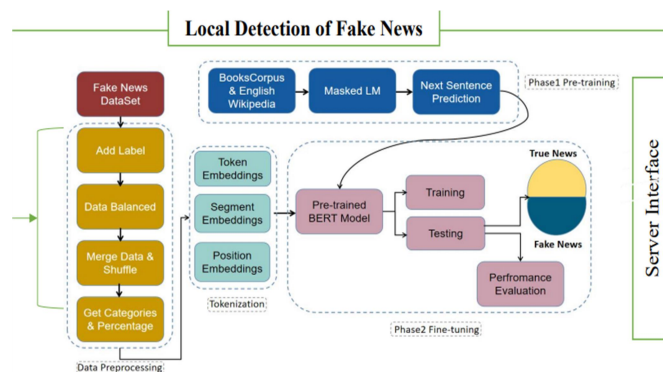 Local Detection of Fake News
Fake News
DataSet
Add Label
Data Balanced
Merge Data &
Shuffle
Get Categories
& Percentage
Data Preprocessing
BooksCorpus
& English
Wikipedia
Masked LM
Next Sentence
Prediction
Phase1 Pre-training
Token
Embeddings
Segment
Embeddings
Position
Embeddings
Tokenization
Pre-trained
BERT Model
Training
Testing
True News
Fake News
Perfromance
Evaluation
Phase2 Fine-tuning
Server Interface